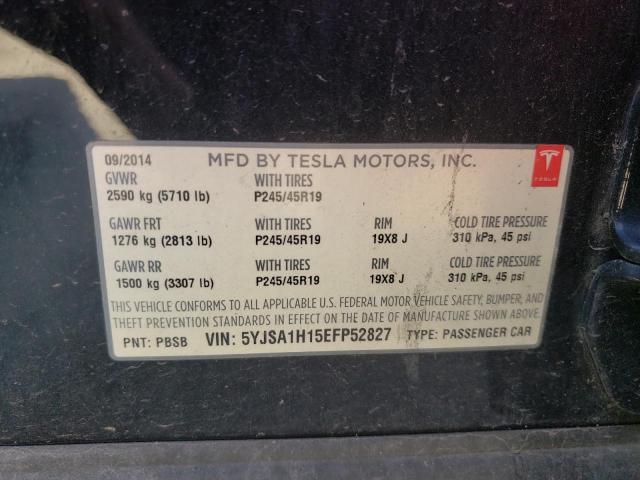 09/2014 MFD BY TESLA MOTORS, INC. TESLA
GVWR WITH TIRES
2590 kg (5710 lb) P245/45R19
GAWR FRT WITH TIRES RIM COLD TIRE PRESSURE
1276 kg (2813 lb) P245/45R19 19X8 J 310 kPa, 45 psi
GAWR RR WITH TIRES RIM COLD TIRE PRESSURE
1500 kg (3307 lb) P245/45R19 19X8 J 310 kPa, 45 psi
THIS VEHICLE CONFORMS TO ALL APPLICABLE U.S. FEDERAL MOTOR VEHICLE SAFETY, BUMPER, AND
THEFT PREVENTION STANDARDS IN EFFECT ON THE DATE OF MANUFACTURE SHOWN ABOVE.
PNT: PBSB VIN: 5YJSA1H15EFP52827 TYPE: PASSENGER CAR